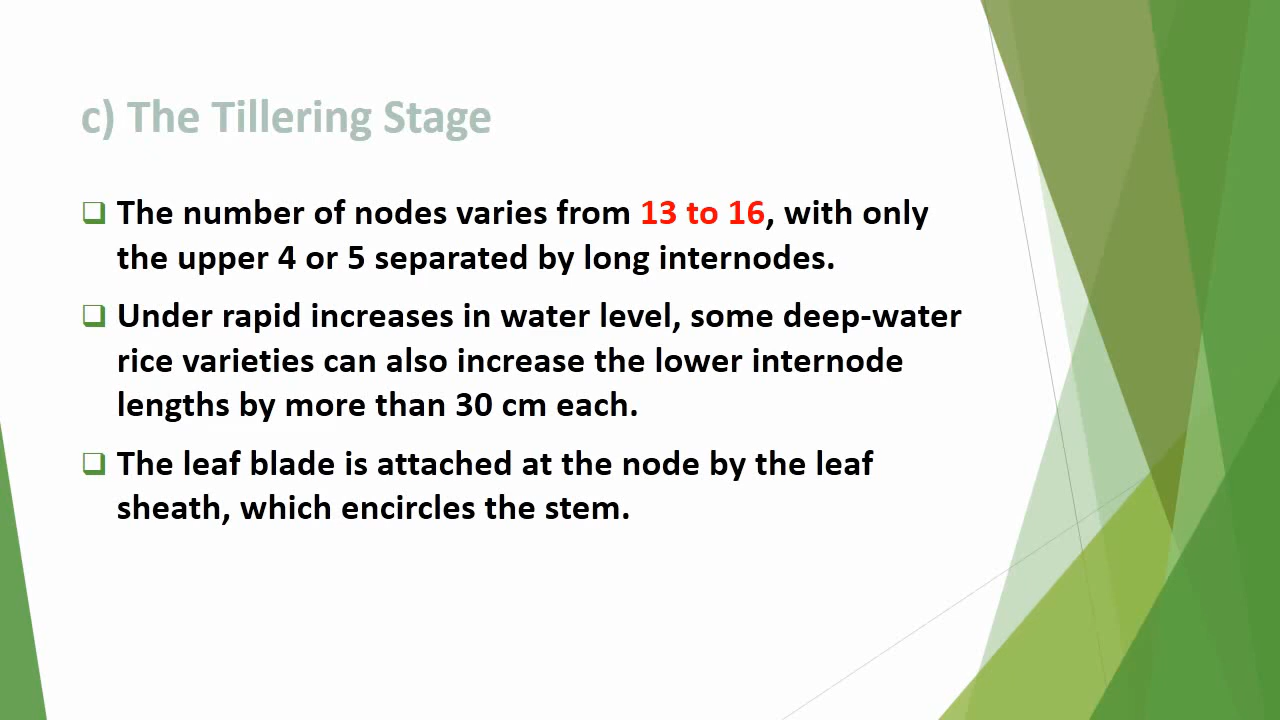 c) The Tillering Stage
The number of nodes varies from 13 to 16, with only
the upper 4 or 5 separated by long internodes.
Under rapid increases in water level, some deep-water
rice varieties can also increase the lower internode
lengths by more than 30 cm each.
The leaf blade is attached at the node by the leaf
sheath, which encircles the stem.